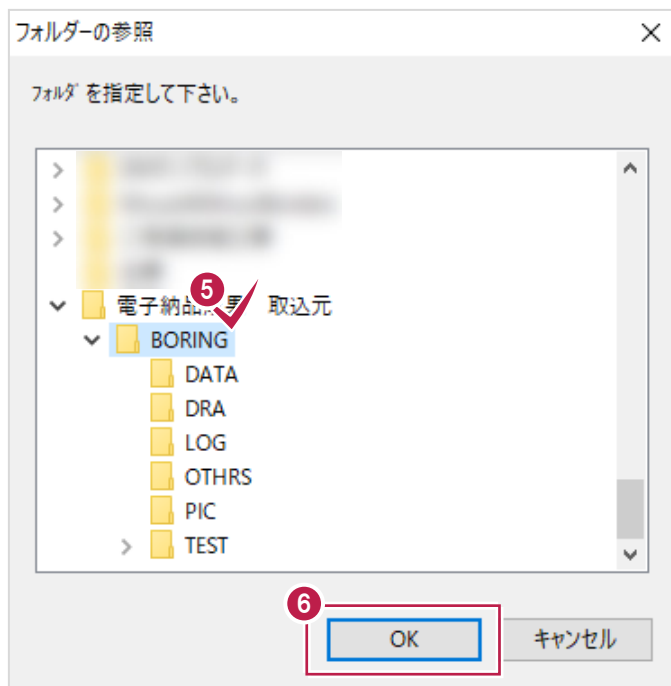 フォルダーの参照
ﾌｫﾙﾀﾞを指定して下さい。
5
電子納品 取込元
BORING
DATA
DRA
LOG
OTHRS
PIC
TEST
6
OK
キャンセル